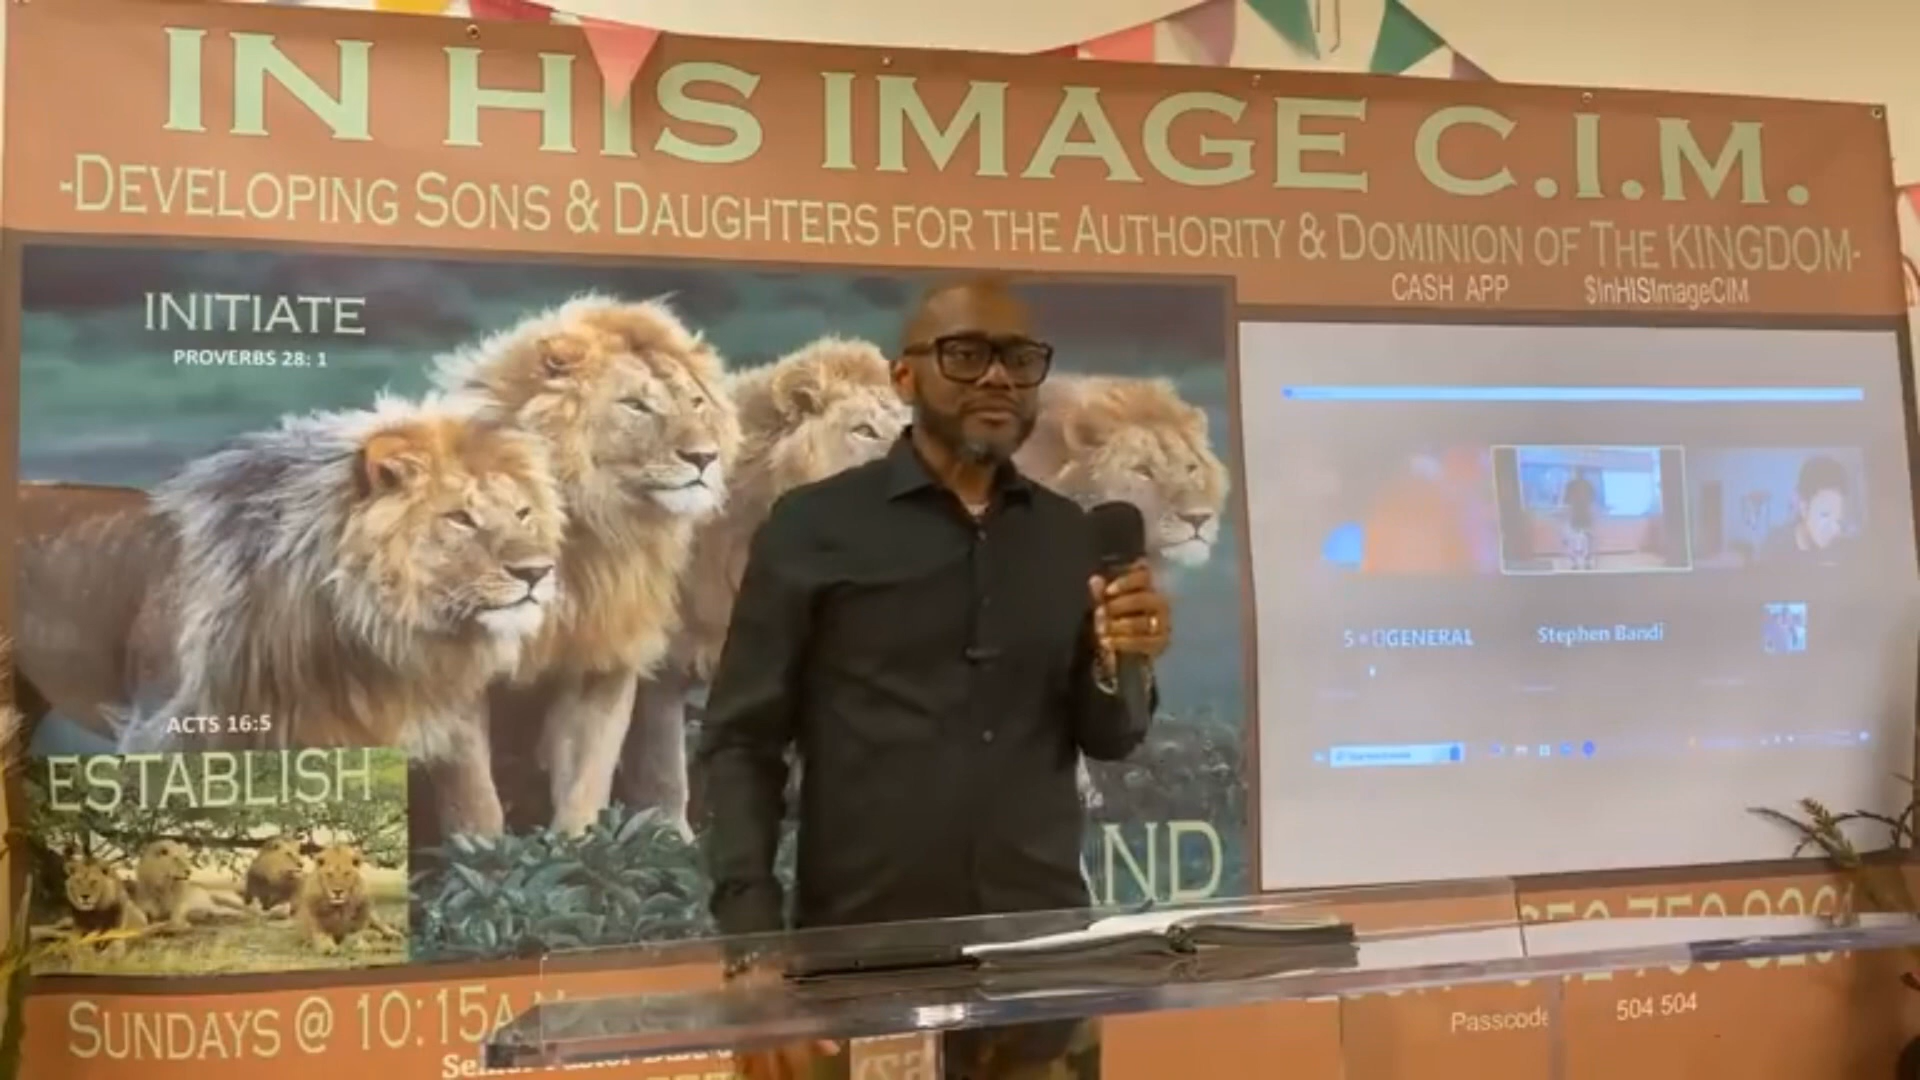 IN HIS IMAGE C.I.M.
-DEVELOPING SONS & DAUGHTERS FOR THE AUTHORITY & DOMINION OF THE KINGDOM-
CASH APP $InHISImageCIM
INITIATE
PROVERBS 28: 1
GENERAL
Stephen Bandi
ACTS 16:5
ESTABLISH
ND
SUNDAYS @ 10:15A
Passcode 504 504